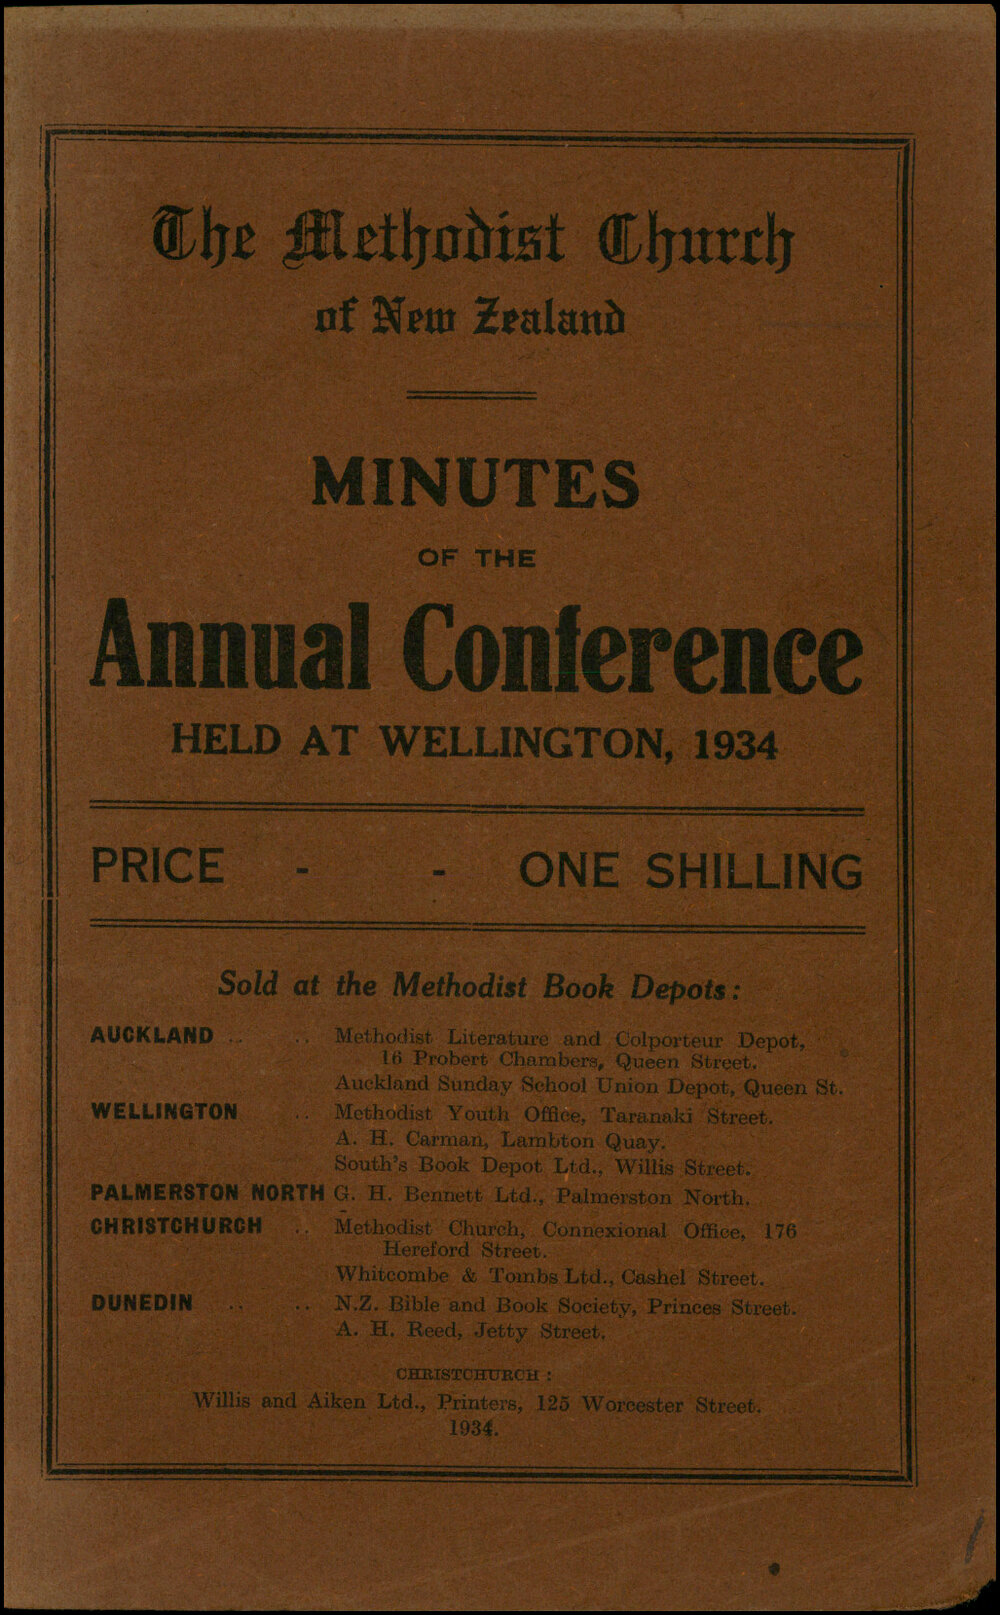 The Methodist Church
of New Zealand
MINUTES
OF THE
Annual Conference
HELD AT WELLINGTON, 1934
PRICE - - ONE SHILLING
Sold at the Methodist Book Depots:
AUCKLAND .. .. Methodist Literature and Colporteur Depot,
16 Probert Chambers, Queen Street.
Auckland Sunday School Union Depot, Queen St.
WELLINGTON .. Methodist Youth Office, Taranaki Street.
A. H. Carman, Lambton Quay.
South's Book Depot Ltd., Willis Street.
PALMERSTON NORTH G. H. Bennett Ltd., Palmerston North.
CHRISTCHURCH .. Methodist Church, Connexional Office, 176
Hereford Street.
Whitcombe & Tombs Ltd., Cashel Street.
DUNEDIN .. .. N.Z. Bible and Book Society, Princes Street.
A. H. Reed, Jetty Street.
CHRISTCHURCH:
Willis and Aiken Ltd., Printers, 125 Worcester Street.
1934.